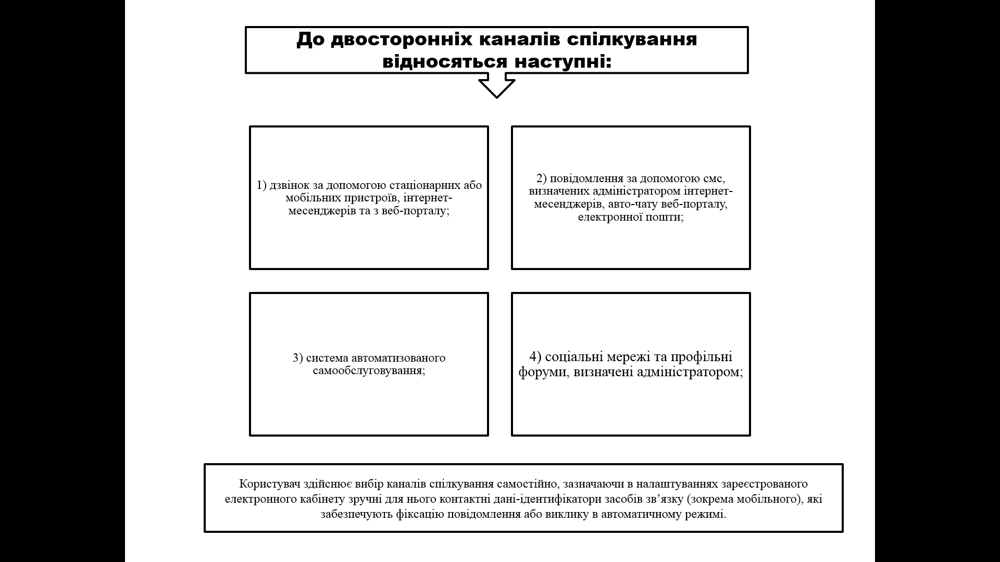 До двосторонніх каналів спілкування
відносяться наступні:
1) дзвінок за допомогою стаціонарних або
мобільних пристроїв, інтернет-
месенджерів та з веб-порталу;
2) повідомлення за допомогою смс,
визначених адміністратором інтернет-
месенджерів, авто-чату веб-порталу,
електронної пошти;
3) система автоматизованого
самообслуговування;
4) соціальні мережі та профільні
форуми, визначені адміністратором;
Користувач здійснює вибір каналів спілкування самостійно, зазначаючи в налаштуваннях зареєстрованого
електронного кабінету зручні для нього контактні дані-ідентифікатори засобів зв’язку (зокрема мобільного), які
забезпечують фіксацію повідомлення або виклику в автоматичному режимі.